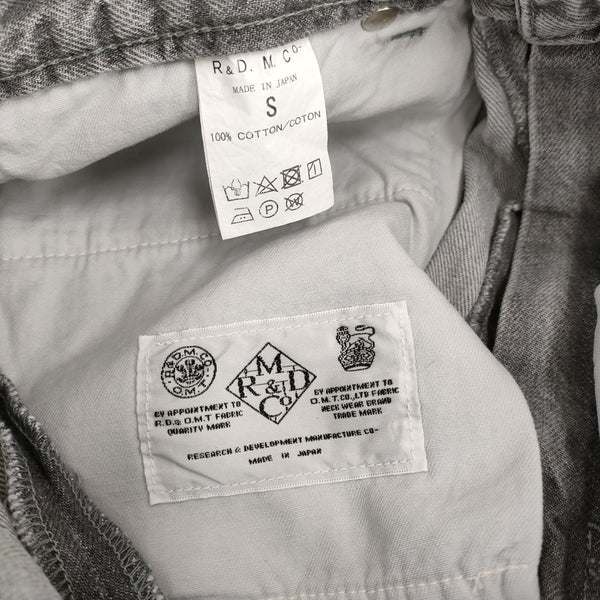 R&D. M. Co-
MADE IN JAPAN
S
100% COTTON/COTON
P
W
R.&D.M.CO
O.M.T.
M
R & D
Co.
BY APPOINTMENT TO
R.D.& O.M.T FABRIC
QUARITY MARK
BY APPOINTMENT TO
O.M.T.CO.,LTD FABRIC
NECK WEAR BRAND
TRADE MARK
RESEARCH & DEVELOPMENT MANUFACTURE CO-
MADE IN JAPAN